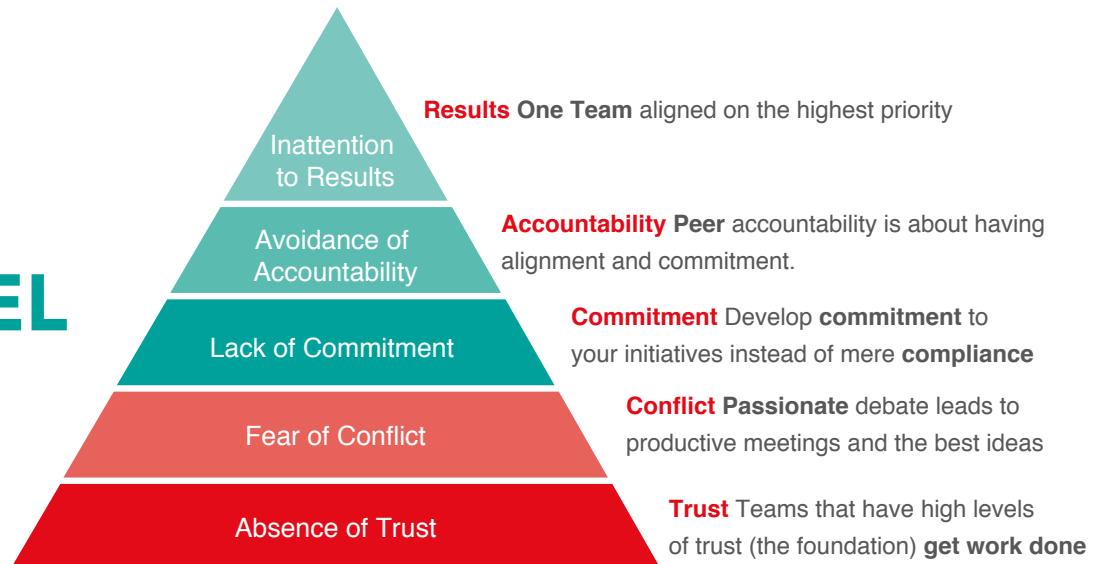 EL
Inattention
to Results
Results One Team aligned on the highest priority
Avoidance of
Accountability
Accountability Peer accountability is about having
alignment and commitment.
Lack of Commitment
Commitment Develop commitment to
your initiatives instead of mere compliance
Fear of Conflict
Conflict Passionate debate leads to
productive meetings and the best ideas
Absence of Trust
Trust Teams that have high levels
of trust (the foundation) get work done